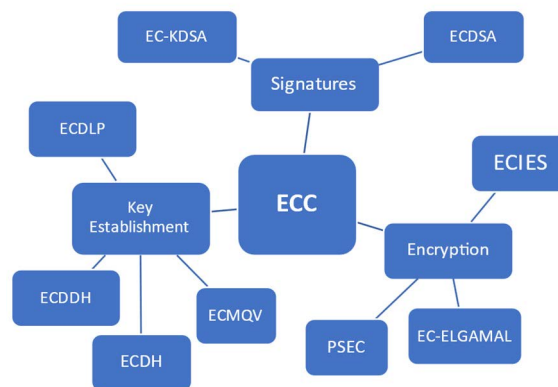 EC-KDSA
ECDSA
Signatures
ECDLP
ECIES
Key
Establishment
ECC
Encryption
ECDDH
ECMQV
ECDH
PSEC
EC-ELGAMAL